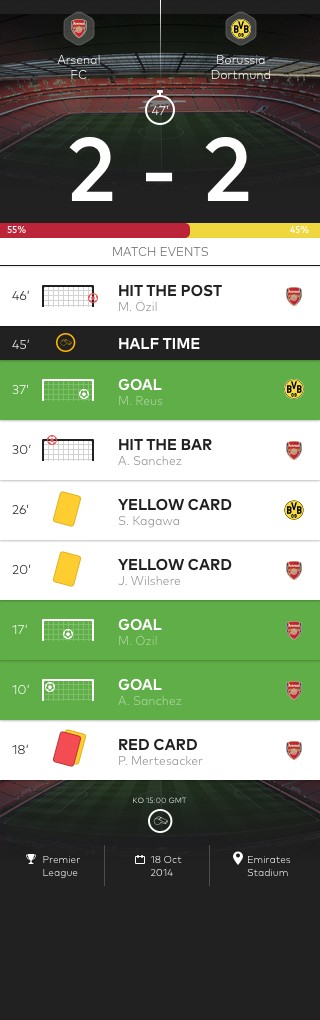 Arsenal
FC
Borussia
Dortmund
47'
2 - 2
55%
45%
MATCH EVENTS
46'
HIT THE POST
M. Ozil
45'
HALF TIME
37'
GOAL
M. Reus
30'
HIT THE BAR
A. Sanchez
26'
YELLOW CARD
S. Kagawa
20'
YELLOW CARD
J. Wilshere
17'
GOAL
M. Ozil
10'
GOAL
A. Sanchez
18'
RED CARD
P. Mertesacker
KO 15:00 GMT
Premier
League
18 Oct
2014
Emirates
Stadium